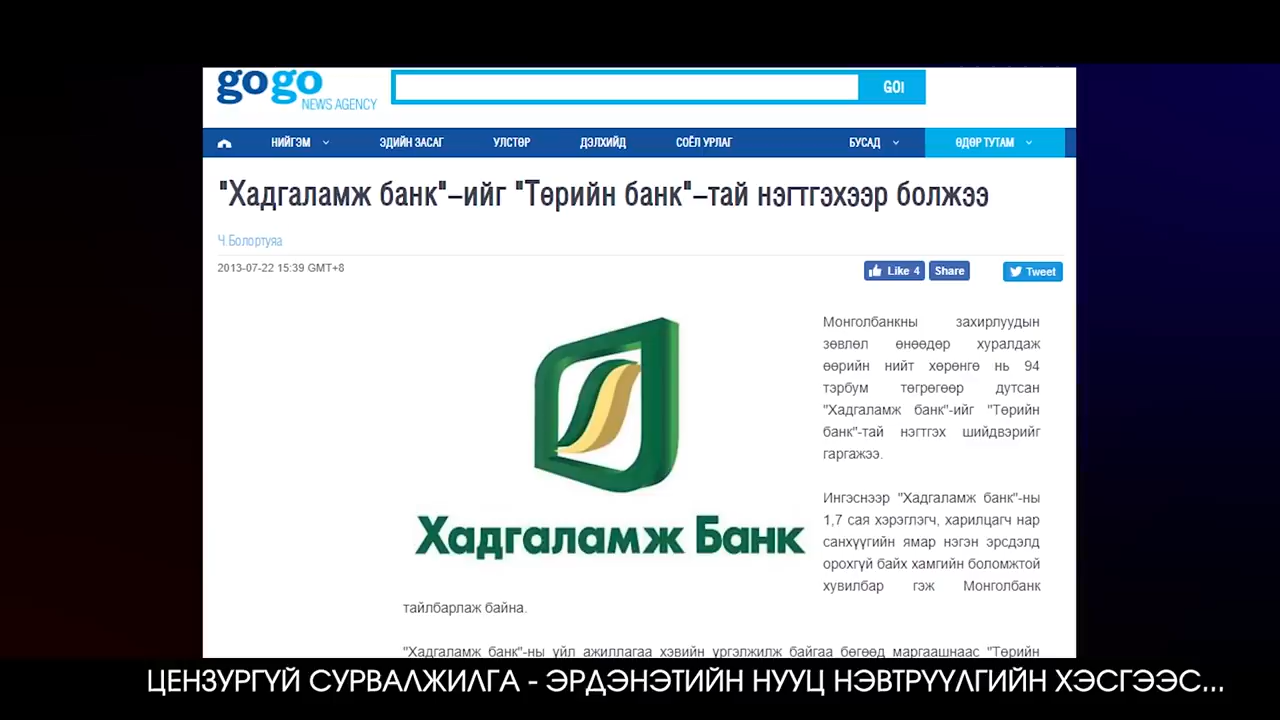 gogo
NEWS AGENCY
GO!
НИЙГЭМ ЭДИЙН ЗАСАГ УЛСТӨР ДЭЛХИЙД СОЁЛ УРЛАГ БУСАД ӨДӨР ТУТАМ
"Хадгаламж банк"–ийг "Төрийн банк"–тай нэгтгэхээр болжээ
Ч.Болортуяа
2013-07-22 15:39 GMT+8
Like 4 Share Tweet
Хадгаламж Банк
Монголбанкны захирлуудын
зөвлөл өнөөдөр хуралдаж
өөрийн нийт хөрөнгө нь 94
тэрбум төгрөгөөр дутсан
"Хадгаламж банк"-ийг "Төрийн
банк"-тай нэгтгэх шийдвэрийг
гаргажээ.
Ингэснээр "Хадгаламж банк"-ны
1,7 сая хэрэглэгч, харилцагч нар
санхүүгийн ямар нэгэн эрсдэлд
орохгүй байх хамгийн боломжтой
хувилбар гэж Монголбанк
тайлбарлаж байна.
"Хадгаламж банк"-ны үйл ажиллагаа хэвийн үргэлжилж байгаа бөгөөд маргаашнаас "Төрийн
ЦЕНЗУРГҮЙ СУРВАЛЖИЛГА - ЭРДЭНЭТИЙН НУУЦ НЭВТРҮҮЛГИЙН ХЭСГЭЭС...